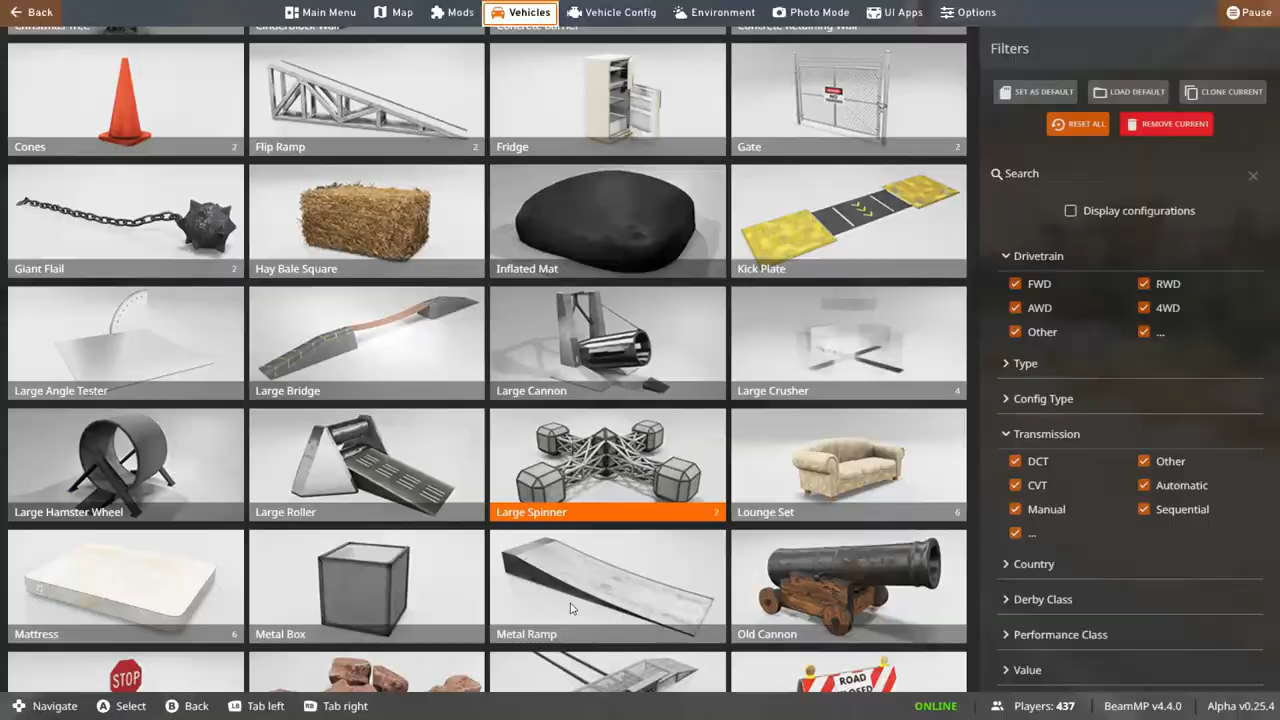 Back
Main Menu
Map
Mods
Vehicles
Vehicle Config
Environment
Photo Mode
UI Apps
Options
Pause
Cones 2
Flip Ramp 2
Fridge
Gate 2
Giant Flail 2
Hay Bale Square
Inflated Mat
Kick Plate
Large Angle Tester
Large Bridge
Large Cannon
Large Crusher 4
Large Hamster Wheel
Large Roller
Large Spinner 2
Lounge Set 6
Mattress 6
Metal Box
Metal Ramp
Old Cannon
STOP
ROAD
CLOSED
Filters
SET AS DEFAULT
LOAD DEFAULT
CLONE CURRENT
RESET ALL
REMOVE CURRENT
Search
Display configurations
Drivetrain
FWD
RWD
AWD
4WD
Other
...
Type
Config Type
Transmission
DCT
Other
CVT
Automatic
Manual
Sequential
...
Country
Derby Class
Performance Class
Value
Navigate
A Select
B Back
LB Tab left
RB Tab right
ONLINE
Players: 437
BeamMP v4.4.0
Alpha v0.25.4